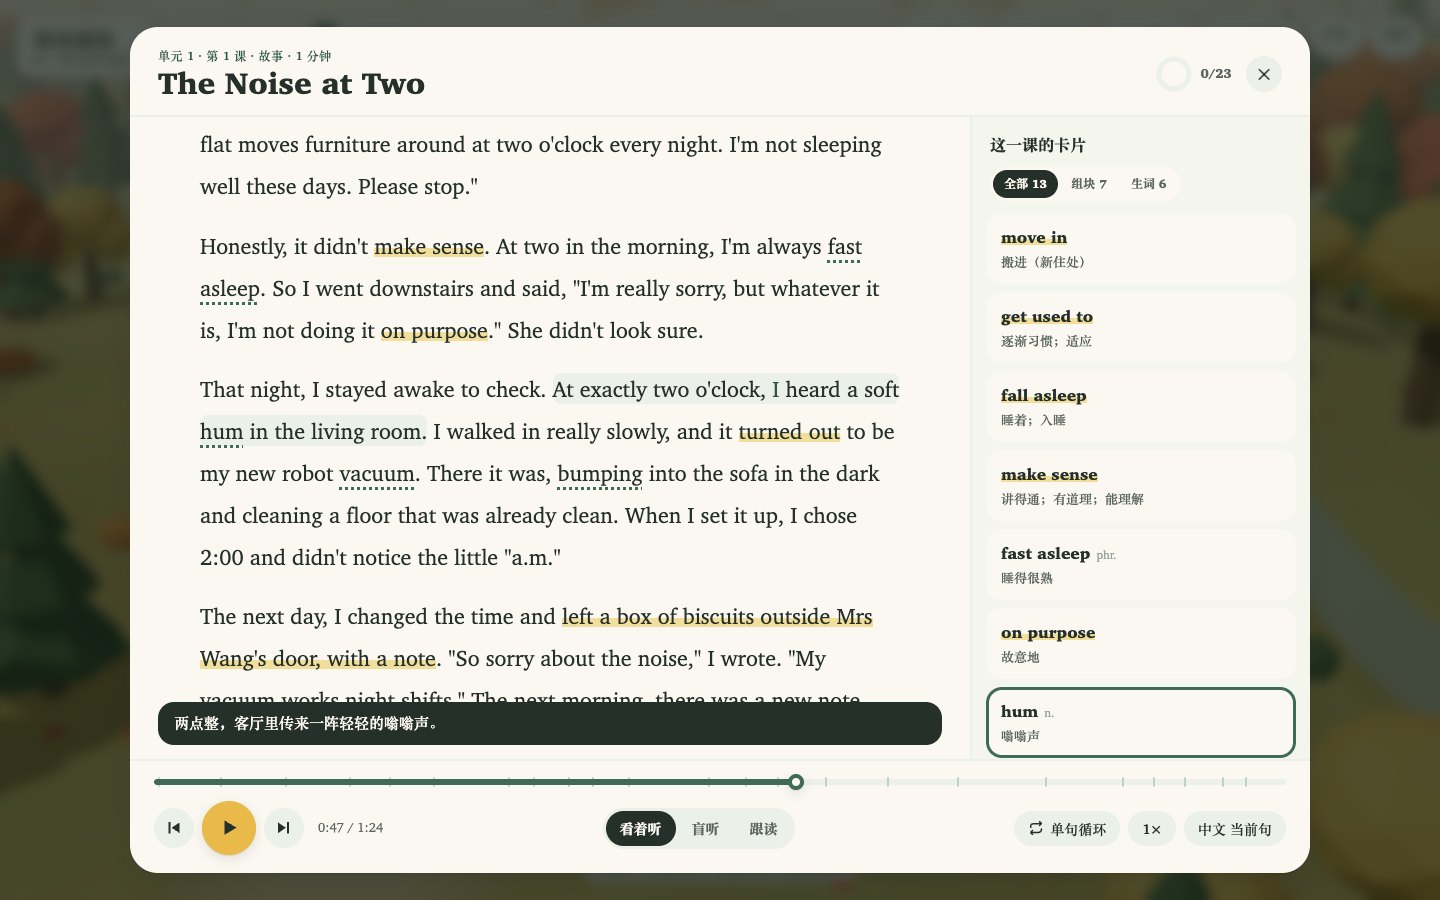 单元 1 · 第 1 课 · 故事 · 1 分钟
The Noise at Two
0/23
flat moves furniture around at two o'clock every night. I'm not sleeping
well these days. Please stop."
Honestly, it didn't make sense. At two in the morning, I'm always fast
asleep. So I went downstairs and said, "I'm really sorry, but whatever it
is, I'm not doing it on purpose." She didn't look sure.
That night, I stayed awake to check. At exactly two o'clock, I heard a soft
hum in the living room. I walked in really slowly, and it turned out to be
my new robot vacuum. There it was, bumping into the sofa in the dark
and cleaning a floor that was already clean. When I set it up, I chose
2:00 and didn't notice the little "a.m."
The next day, I changed the time and left a box of biscuits outside Mrs
Wang's door, with a note. "So sorry about the noise," I wrote. "My
vacuum works night shifts." The next morning, there was a new note
两点整，客厅里传来一阵轻轻的嗡嗡声。
这一课的卡片
全部 13
组块 7
生词 6
move in
搬进（新住处）
get used to
逐渐习惯；适应
fall asleep
睡着；入睡
make sense
讲得通；有道理；能理解
fast asleep phr.
睡得很熟
on purpose
故意地
hum n.
嗡嗡声
0:47 / 1:24
看着听
盲听
跟读
单句循环
1×
中文 当前句